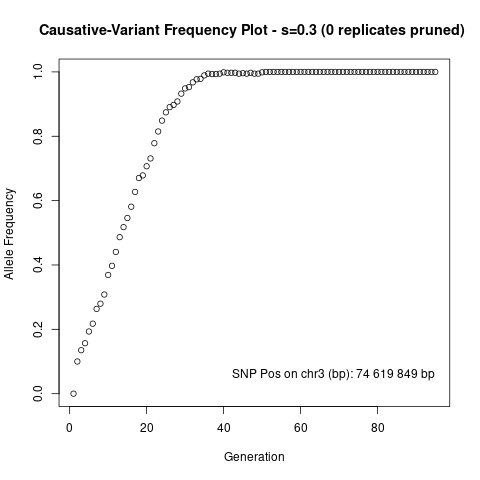 Causative-Variant Frequency Plot - s=0.3 (0 replicates pruned)
Allele Frequency
1.0
0.8
0.6
0.4
0.2
0.0
SNP Pos on chr3 (bp): 74 619 849 bp
0 20 40 60 80
Generation